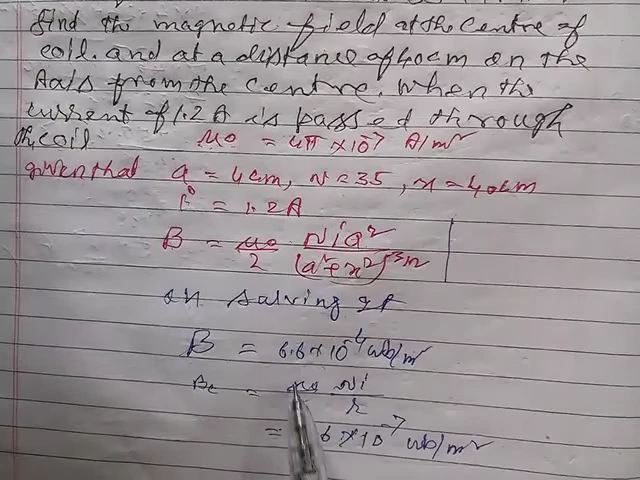 find the magnetic field at the centre of
coil. and at a distance of 40cm on the
Axis from the centre. when the
current of 1.2 A is passed through
the coil μ0 = 4π ×10⁻⁷ A/m²
given that a = 4 cm, N = 35, x = 40cm
i = 1.2A
B = μ0/2 Nia²/(a²+x²)^3/2
on solving
B = 6.6×10⁻⁴ wb/m²
Bc = Ni/r
6 ×10⁻⁷ wb/m²